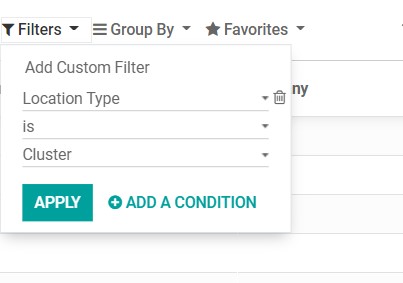 Filters Group By Favorites
Add Custom Filter
Location Type
ny
is
Cluster
APPLY ADD A CONDITION